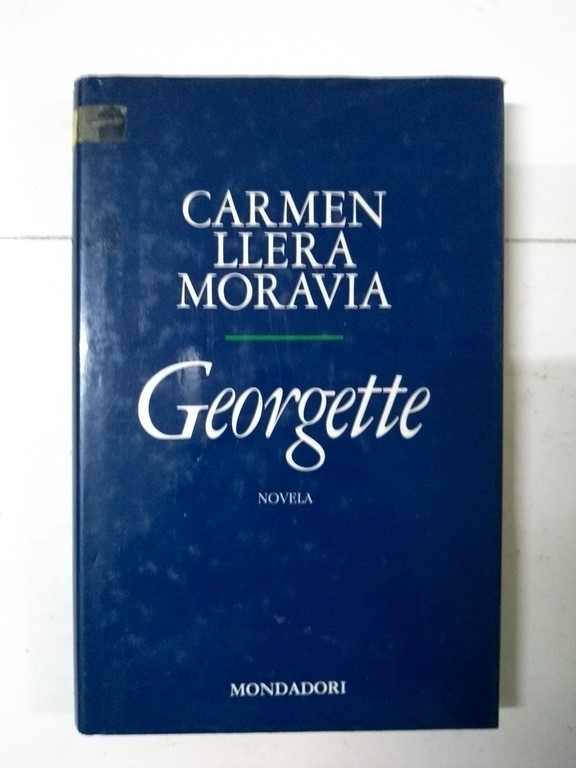 CARMEN
LLERA
MORAVIA
Georgette
NOVELA
MONDADORI